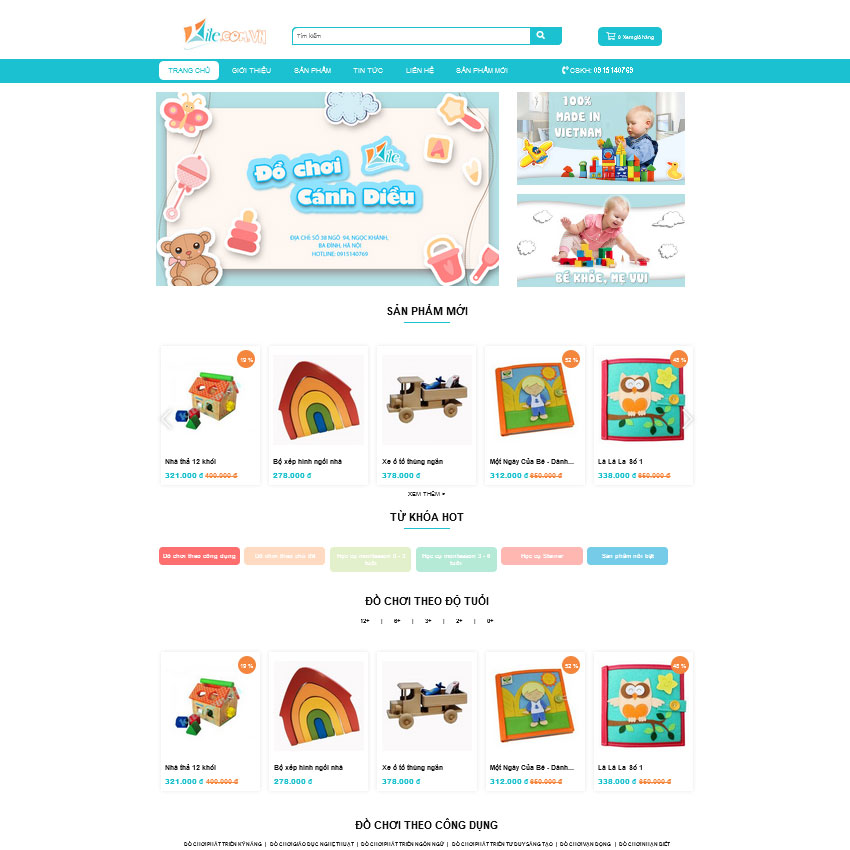 Kite.COM.VN
Tìm kiếm
0 Xem giỏ hàng
TRANG CHỦ
GIỚI THIỆU
SẢN PHẨM
TIN TỨC
LIÊN HỆ
SẢN PHẨM MỚI
CSKH: 0915140769
Đồ chơi
Kite
Cánh Diều
ĐỊA CHỈ: SỐ 38 NGÕ 94, NGỌC KHÁNH,
BA ĐÌNH, HÀ NỘI
HOTLINE: 0915140769
100%
MADE IN
VIETNAM
BÉ KHỎE, MẸ VUI
SẢN PHẨM MỚI
19 %
52 %
48 %
Nhà thả 12 khối
321.000 đ 400.000 đ
Bộ xếp hình ngôi nhà
278.000 đ
Xe ô tô thùng ngắn
378.000 đ
Một Ngày Của Bé - Dành...
312.000 đ 650.000 đ
Lá Lá La Số 1
338.000 đ 650.000 đ
XEM THÊM
TỪ KHÓA HOT
Đồ chơi theo công dụng
Đồ chơi theo chủ đề
Học cụ montessori 0 - 3
tuổi
Học cụ montessori 3 - 6
tuổi
Học cụ Steiner
Sản phẩm nổi bật
ĐỒ CHƠI THEO ĐỘ TUỔI
12+ | 6+ | 3+ | 2+ | 0+
19 %
52 %
48 %
Nhà thả 12 khối
321.000 đ 400.000 đ
Bộ xếp hình ngôi nhà
278.000 đ
Xe ô tô thùng ngắn
378.000 đ
Một Ngày Của Bé - Dành...
312.000 đ 650.000 đ
Lá Lá La Số 1
338.000 đ 650.000 đ
ĐỒ CHƠI THEO CÔNG DỤNG
ĐỒ CHƠI PHÁT TRIỂN KỸ NĂNG | ĐỒ CHƠI GIÁO DỤC NGHỆ THUẬT | ĐỒ CHƠI PHÁT TRIỂN NGÔN NGỮ | ĐỒ CHƠI PHÁT TRIỂN TƯ DUY SÁNG TẠO | ĐỒ CHƠI VẬN ĐỘNG | ĐỒ CHƠI NHẬN BIẾT